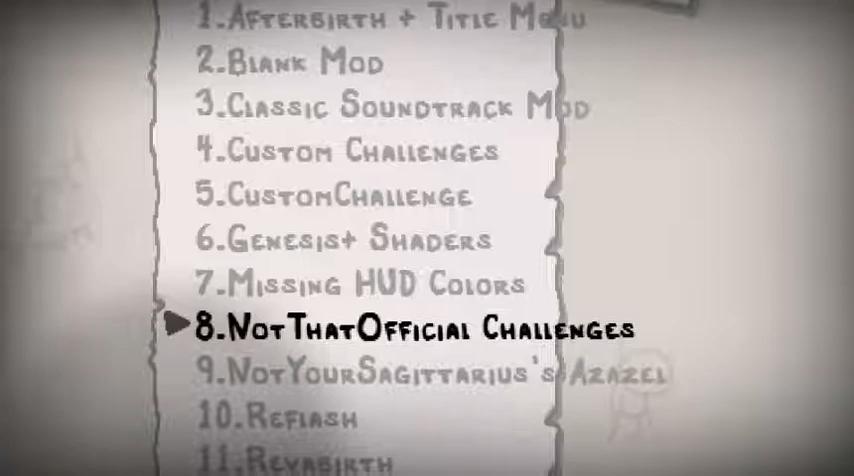 1.Afterbirth + Title Menu
2.Blank Mod
3.Classic Soundtrack Mod
4.Custom Challenges
5.CustomChallenge
6.Genesis+ Shaders
7.Missing HUD Colors
8.NotThatOfficial Challenges
9.NotYourSagittarius's Azazel
10.Reflash
11.Revabirth